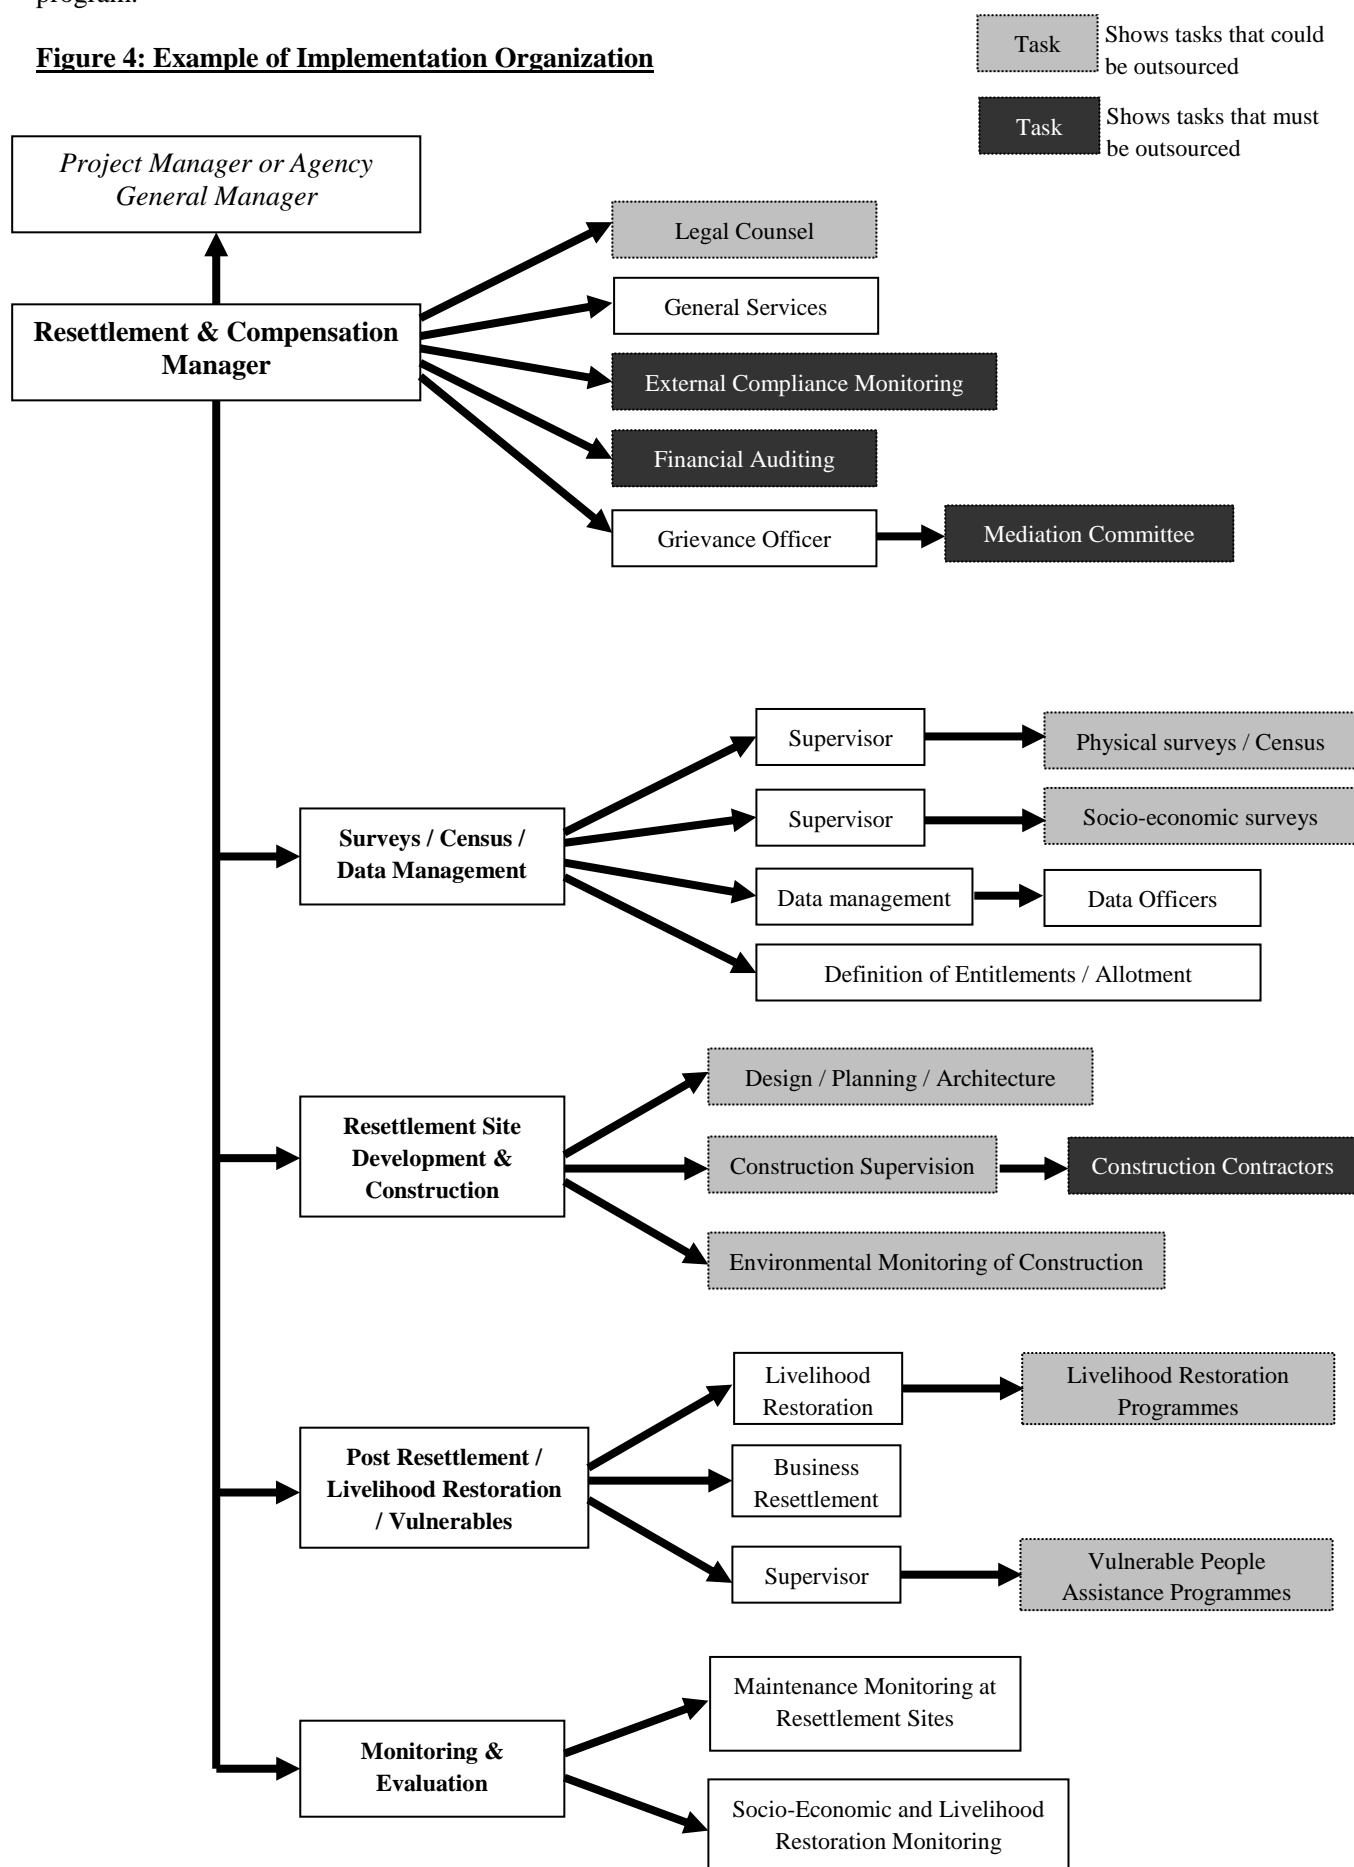 program.
Figure 4: Example of Implementation Organization
Task
Shows tasks that could
be outsourced
Task
Shows tasks that must
be outsourced
Project Manager or Agency
General Manager
Legal Counsel
General Services
Resettlement & Compensation
Manager
External Compliance Monitoring
Financial Auditing
Grievance Officer
Mediation Committee
Supervisor
Physical surveys / Census
Supervisor
Socio-economic surveys
Surveys / Census /
Data Management
Data management
Data Officers
Definition of Entitlements / Allotment
Design / Planning / Architecture
Resettlement Site
Development &
Construction
Construction Supervision
Construction Contractors
Environmental Monitoring of Construction
Livelihood
Restoration
Livelihood Restoration
Programmes
Post Resettlement /
Livelihood Restoration
/ Vulnerables
Business
Resettlement
Supervisor
Vulnerable People
Assistance Programmes
Maintenance Monitoring at
Resettlement Sites
Monitoring &
Evaluation
Socio-Economic and Livelihood
Restoration Monitoring